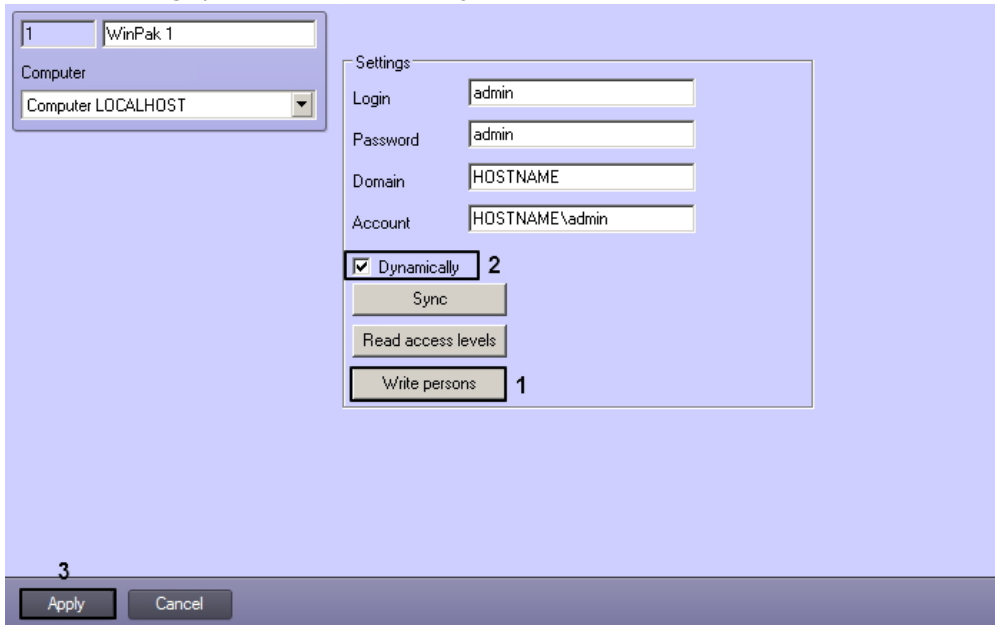 1 WinPak 1
Computer
Computer LOCALHOST
Settings
Login admin
Password admin
Domain HOSTNAME
Account HOSTNAME\admin
Dynamically 2
Sync
Read access levels
Write persons 1
3
Apply Cancel